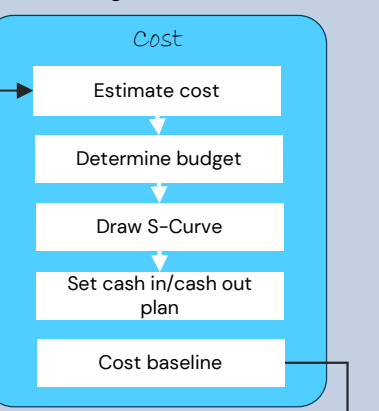 Cost
Estimate cost
Determine budget
Draw S-Curve
Set cash in/cash out
plan
Cost baseline